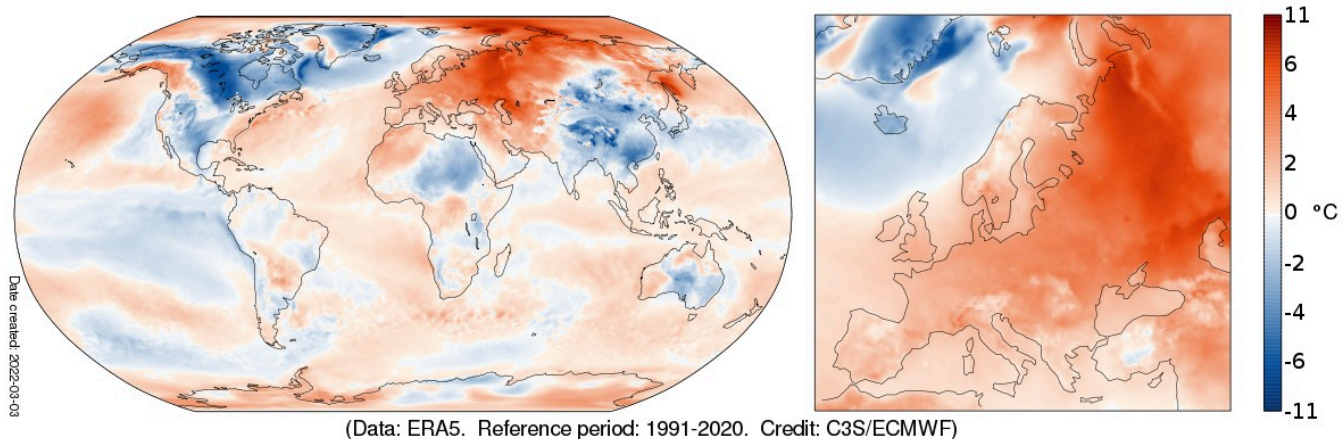 11
6
4
2
0 °C
-2
-4
-6
-11
Date created: 2022-03-03
(Data: ERA5. Reference period: 1991-2020. Credit: C3S/ECMWF)